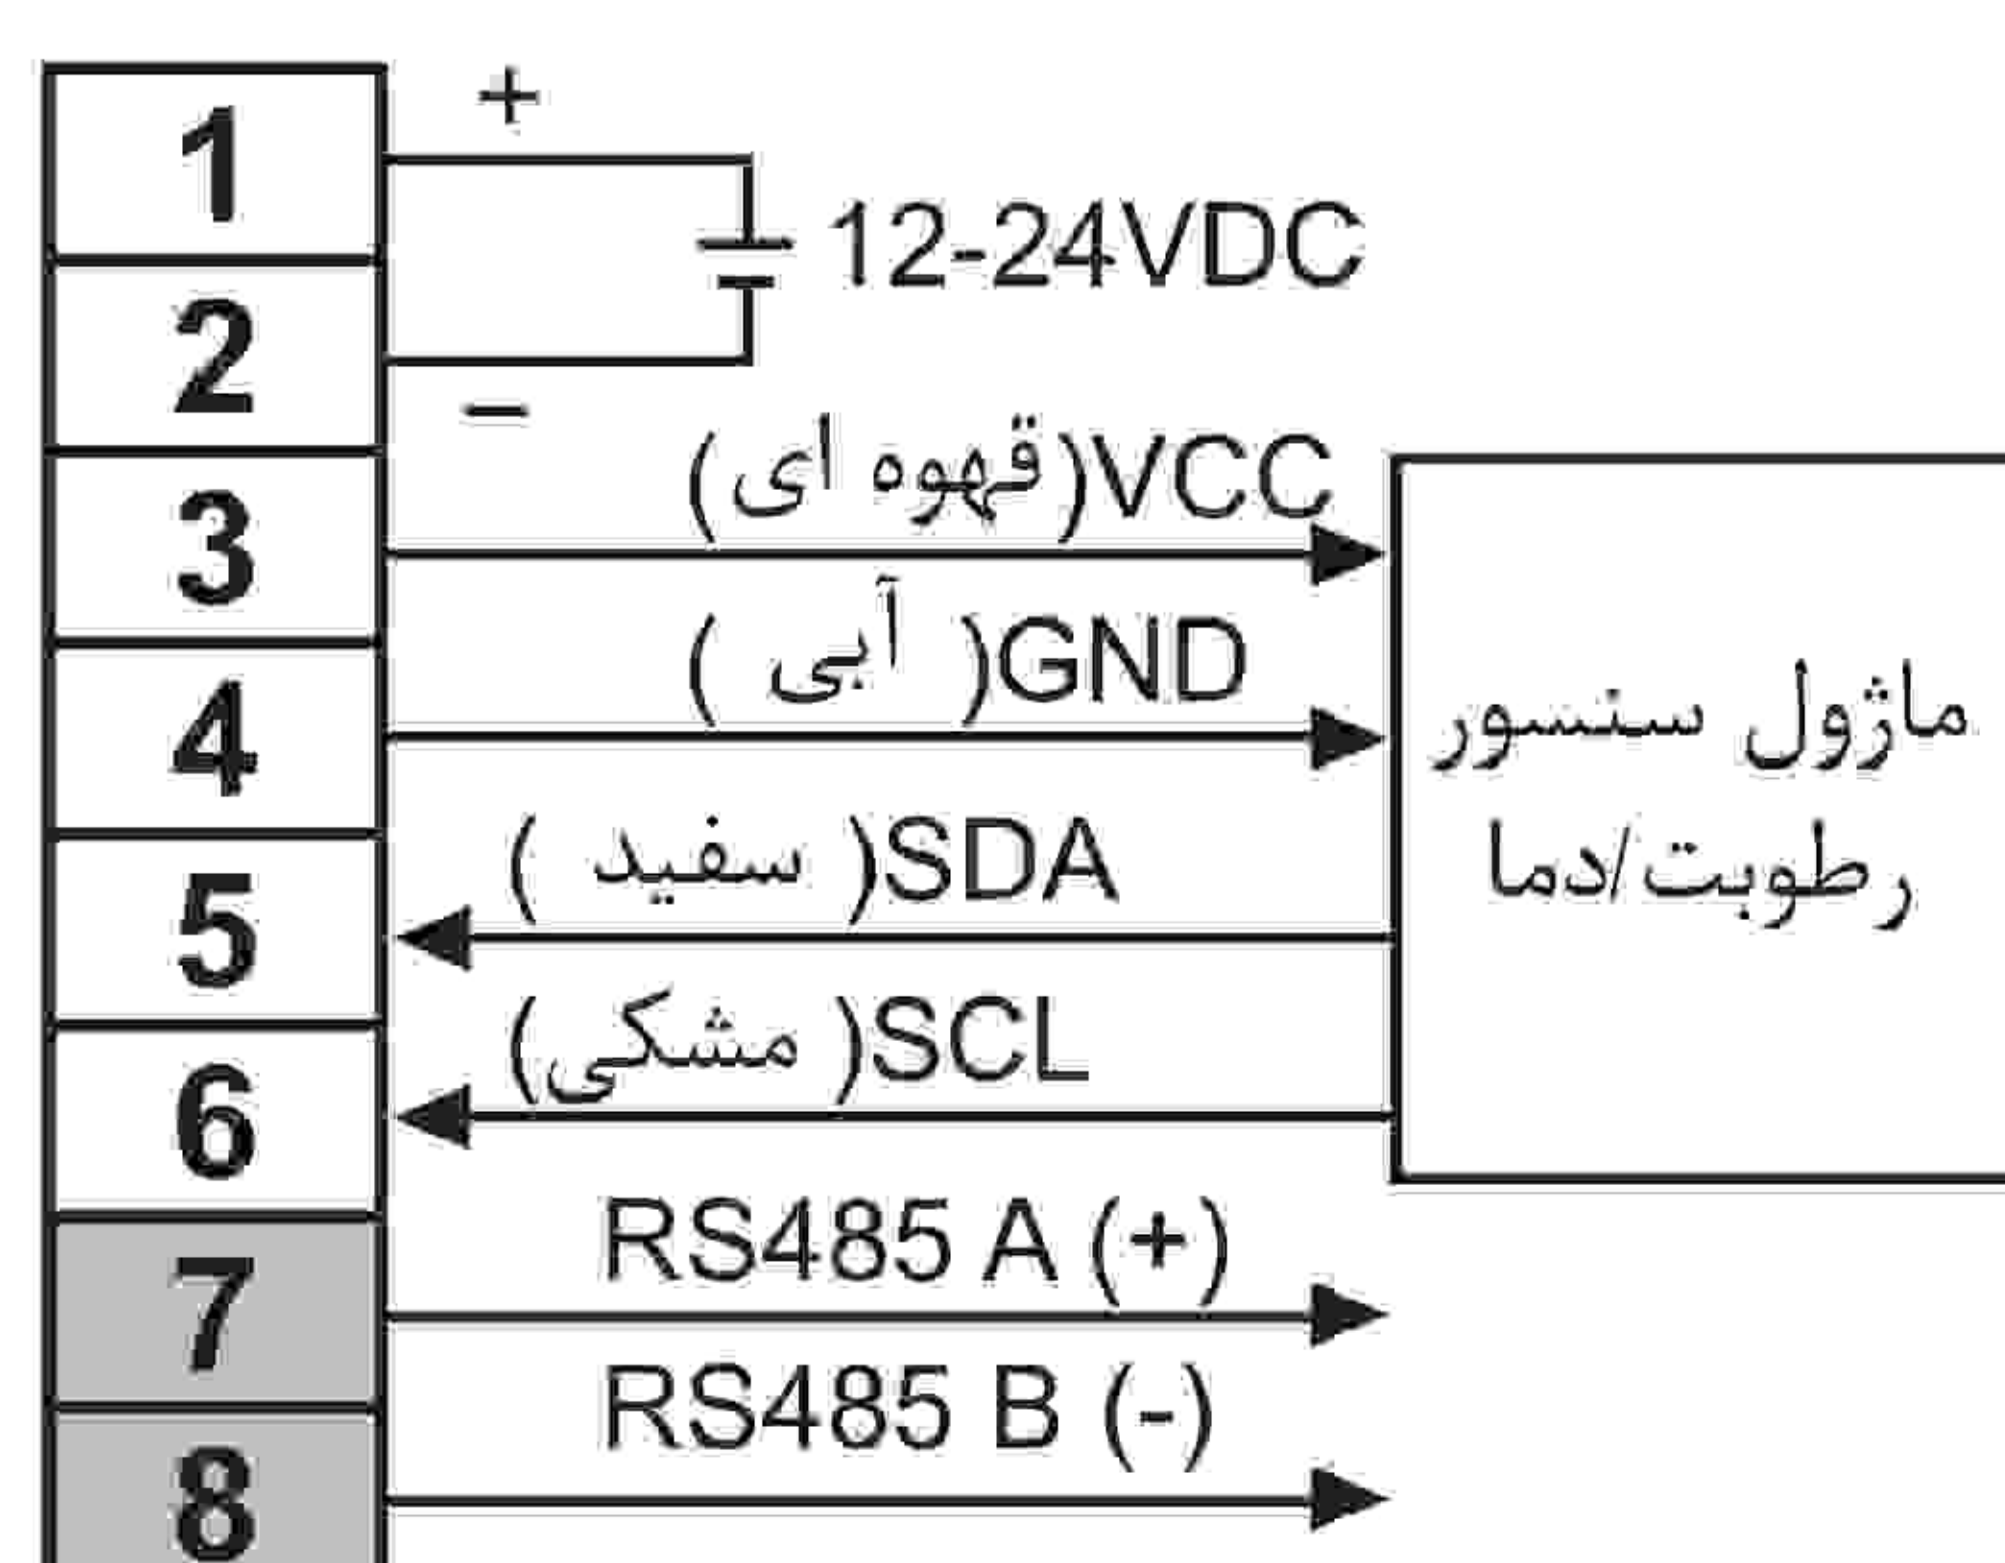 1
+
12-24VDC
2
−
VCC(قهوه ای)
3
GND( آبی )
4
ماژول سنسور
رطوبت/دما
SDA( سفید )
5
SCL( مشکی)
6
RS485 A (+)
7
RS485 B (-)
8